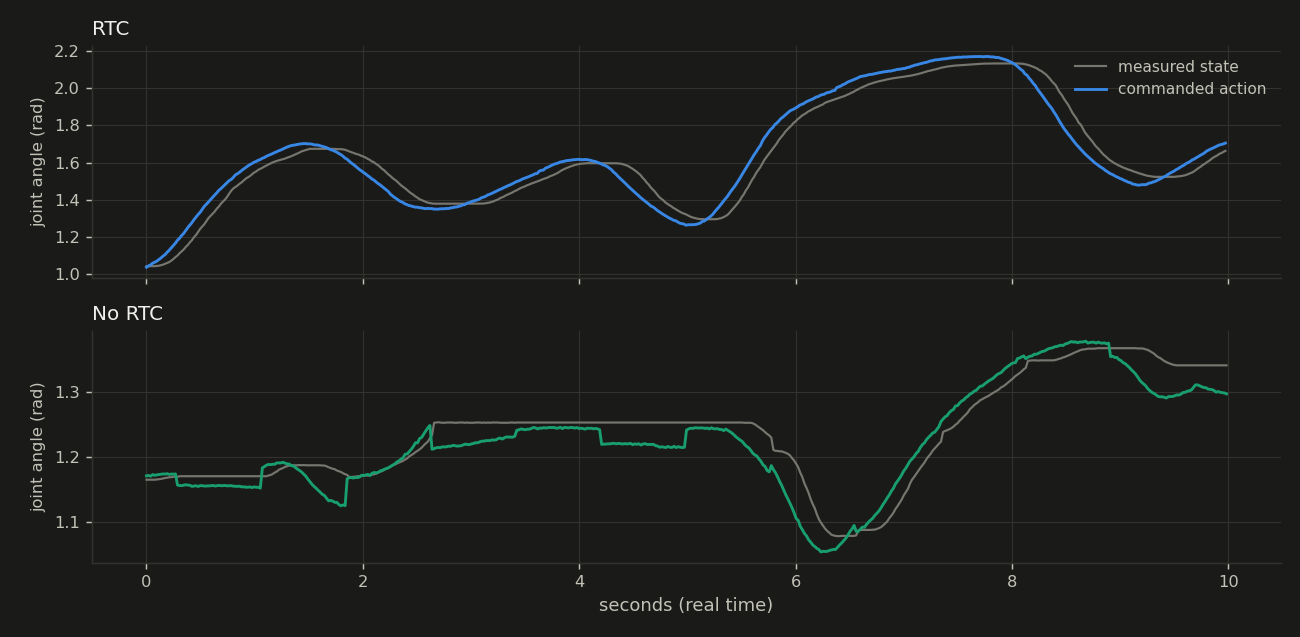 RTC
2.2
2.0
1.8
1.6
1.4
1.2
1.0
joint angle (rad)
measured state
commanded action
No RTC
1.3
1.2
1.1
joint angle (rad)
0 2 4 6 8 10
seconds (real time)